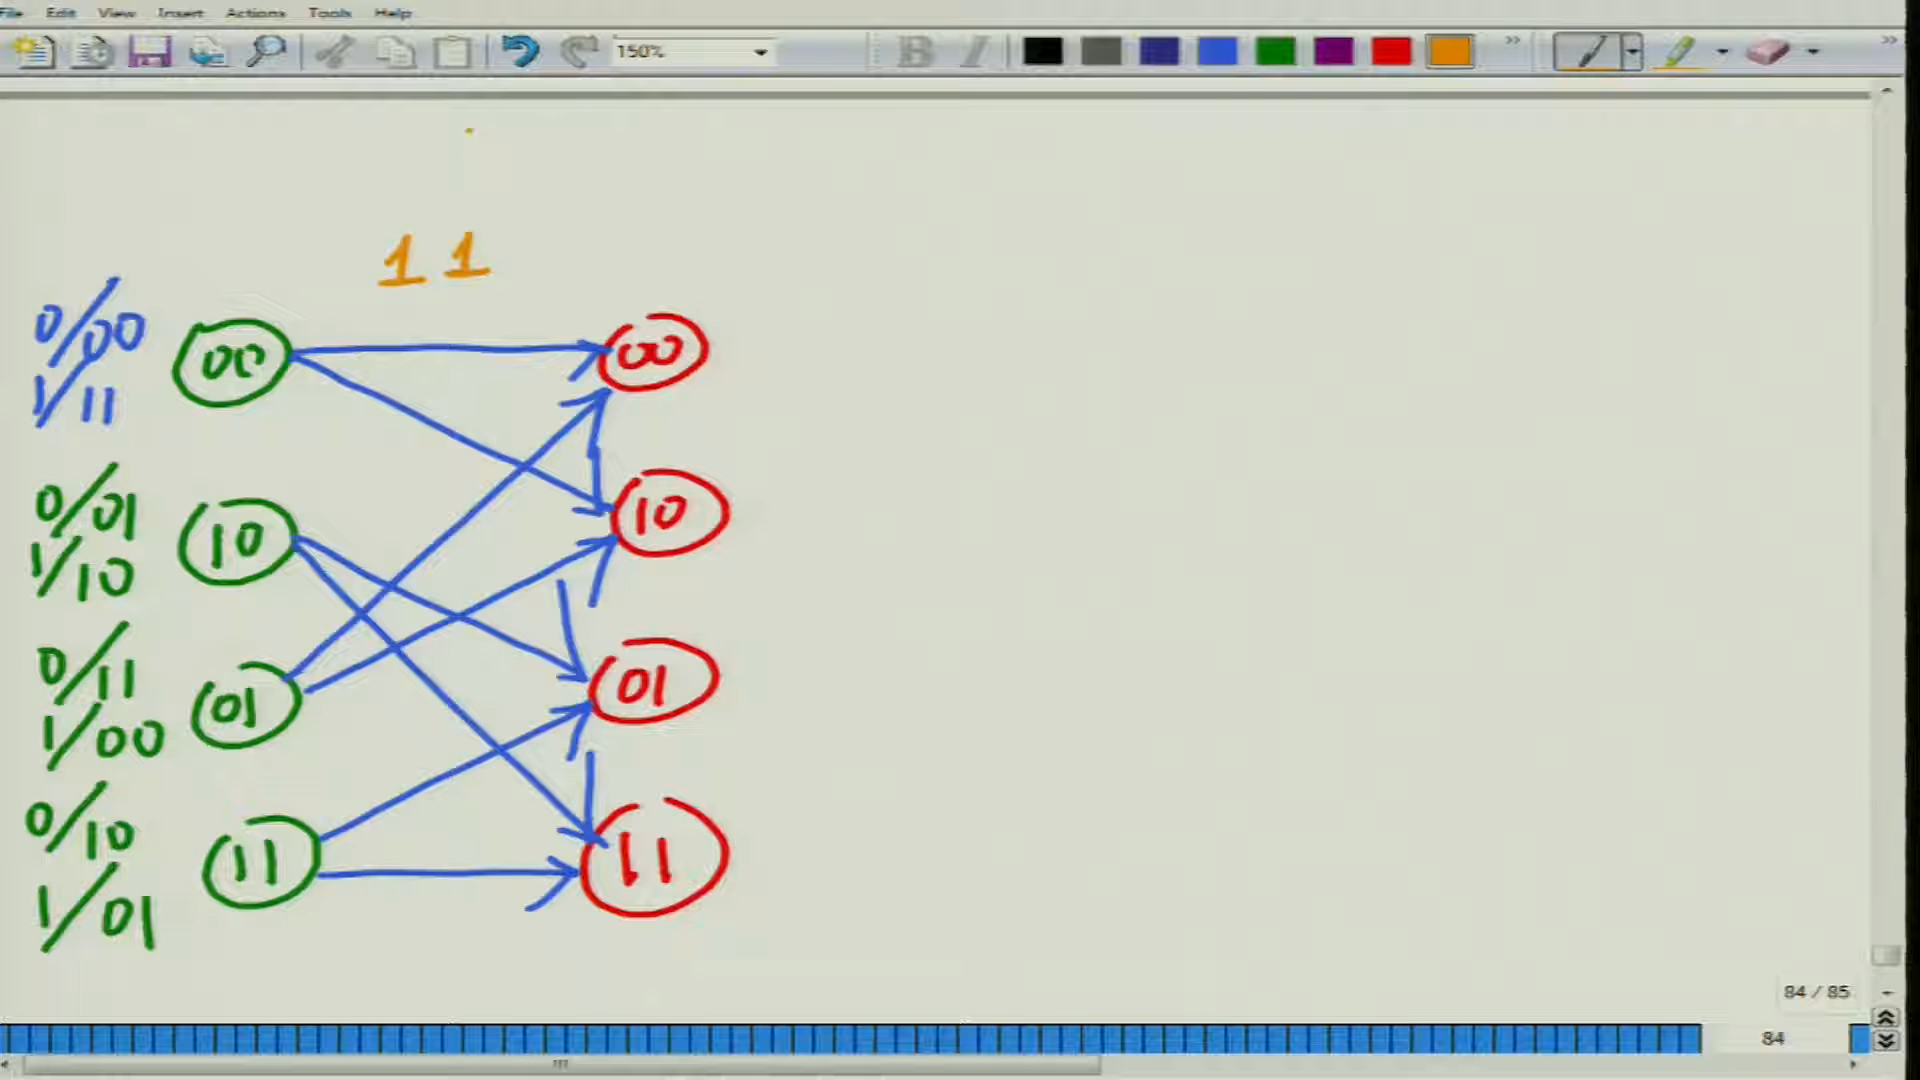 File Edit View Insert Actions Tools Help
150% B I
11
0/00 00 00
1/11
0/01 10 10
1/10
0/11 01 01
1/00
0/10 11 11
1/01
84 / 85
84